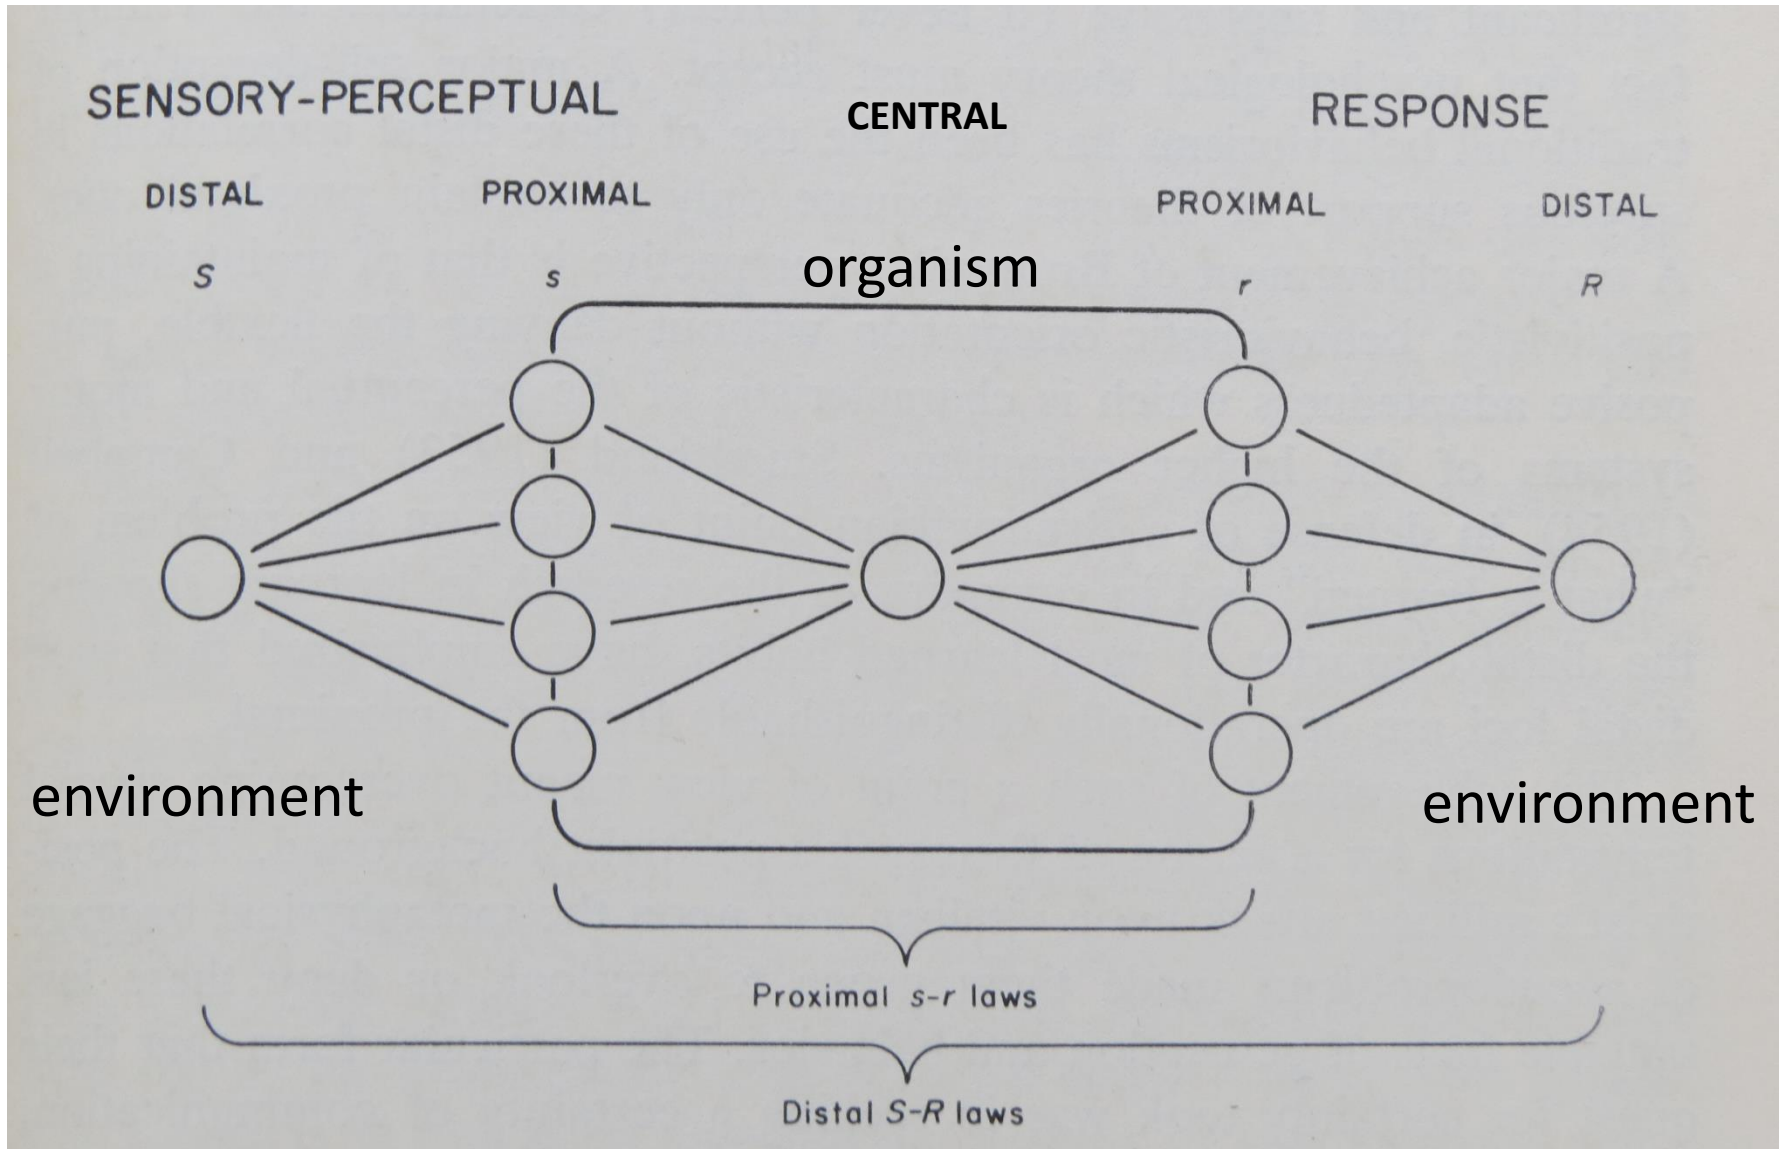 SENSORY-PERCEPTUAL
CENTRAL
RESPONSE
DISTAL
PROXIMAL
PROXIMAL
DISTAL
S
s
organism
r
R
environment
environment
Proximal s-r laws
Distal S-R laws